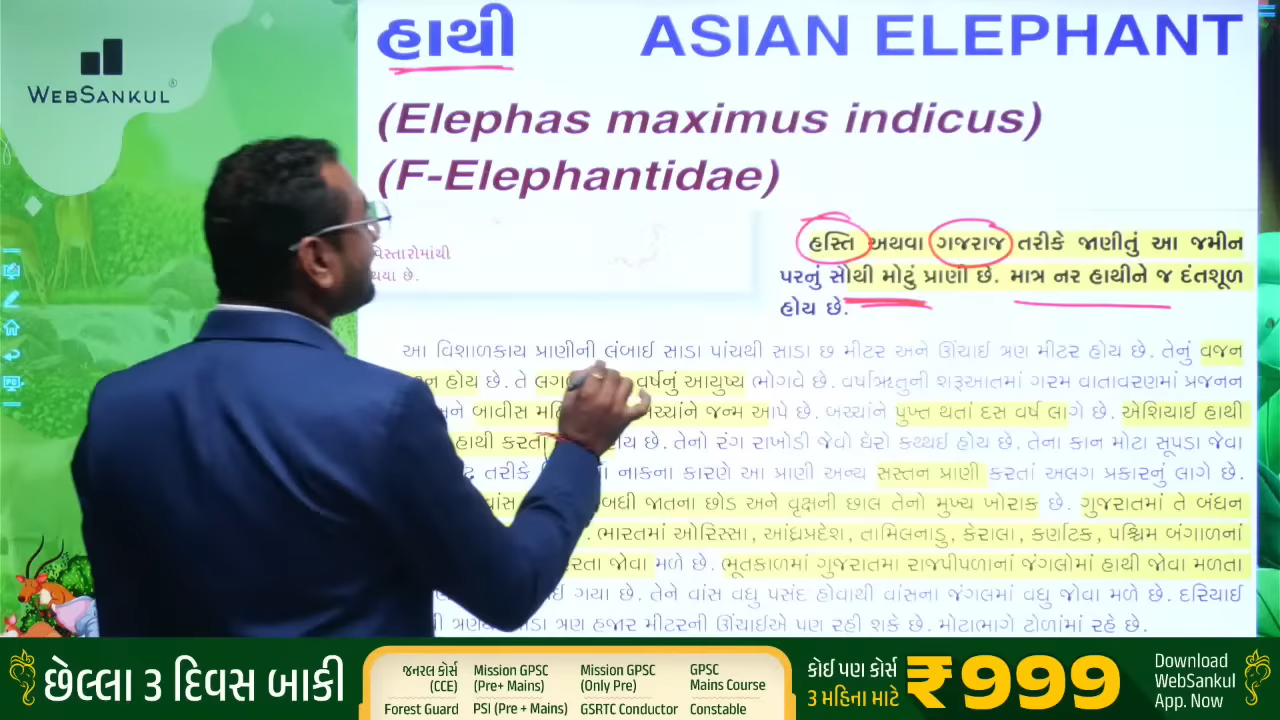 WEBSANKUL
હાથી ASIAN ELEPHANT
(Elephas maximus indicus)
(F-Elephantidae)
વિસ્તારોમાંથી
થયા છે.
હસ્તિ અથવા ગજરાજ તરીકે જાણીતું આ જમીન
પરનું સૌથી મોટું પ્રાણી છે. માત્ર નર હાથીને જ દંતશૂળ
હોય છે.
આ વિશાળકાય પ્રાણીની લંબાઈ સાડા પાંચથી સાડા છ મીટર અને ઊંચાઈ ત્રણ મીટર હોય છે. તેનું વજન
હોય છે. તે વર્ષનું આયુષ્ય ભોગવે છે. વર્ષાઋતુની શરૂઆતમાં ગરમ વાતાવરણમાં પ્રજનન
બાવીસ બચ્ચાંને જન્મ આપે છે. બચ્ચાંને પુખ્ત થતાં દસ વર્ષ લાગે છે. એશિયાઈ હાથી
હાથી કરતાં હોય છે. તેનો રંગ રાખોડી જેવો ઘેરો કથ્થઈ હોય છે. તેના કાન મોટા સૂપડા જેવા
તરીકે નાકના કારણે આ પ્રાણી અન્ય સસ્તન પ્રાણી કરતાં અલગ પ્રકારનું લાગે છે.
બધી જાતના છોડ અને વૃક્ષની છાલ તેનો મુખ્ય ખોરાક છે. ગુજરાતમાં તે બંધન
ભારતમાં ઓરિસ્સા, આંધ્રપ્રદેશ, તામિલનાડુ, કેરાલા, કર્ણાટક, પશ્ચિમ બંગાળનાં
જોવા મળે છે. ભૂતકાળમાં ગુજરાતમા રાજપીપળાનાં જંગલોમાં હાથી જોવા મળતા
ગયા છે. તેને વાંસ વધુ પસંદ હોવાથી વાંસના જંગલમાં વધુ જોવા મળે છે. દરિયાઈ
ત્રણ હજાર મીટરની ઊંચાઈએ પણ રહી શકે છે. મોટાભાગે ટોળાંમાં રહે છે.
છેલ્લા ૩ દિવસ બાકી
જનરલ કોર્સ (CCE)
Mission GPSC (Pre+ Mains)
Mission GPSC (Only Pre)
GPSC Mains Course
Forest Guard PSI (Pre + Mains) GSRTC Conductor Constable
કોઈ પણ કોર્સ
૩ મહિના માટે
₹999
Download
WebSankul
App. Now